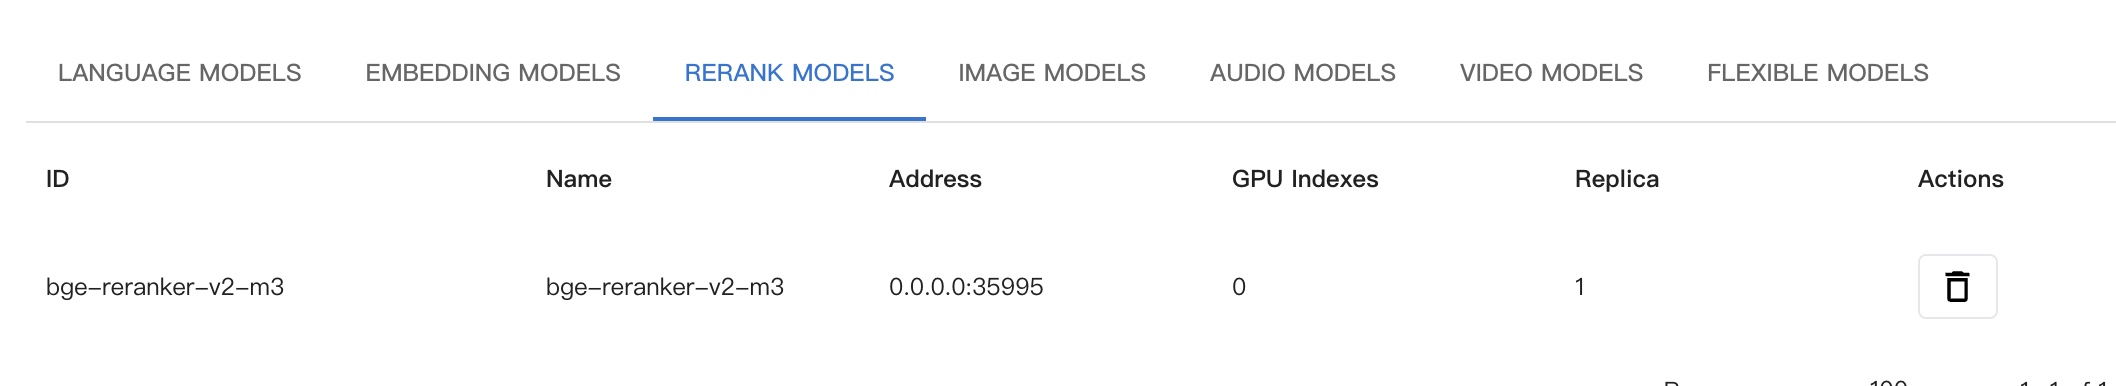 LANGUAGE MODELS EMBEDDING MODELS RERANK MODELS IMAGE MODELS AUDIO MODELS VIDEO MODELS FLEXIBLE MODELS
ID Name Address GPU Indexes Replica Actions
bge-reranker-v2-m3 bge-reranker-v2-m3 0.0.0.0:35995 0 1